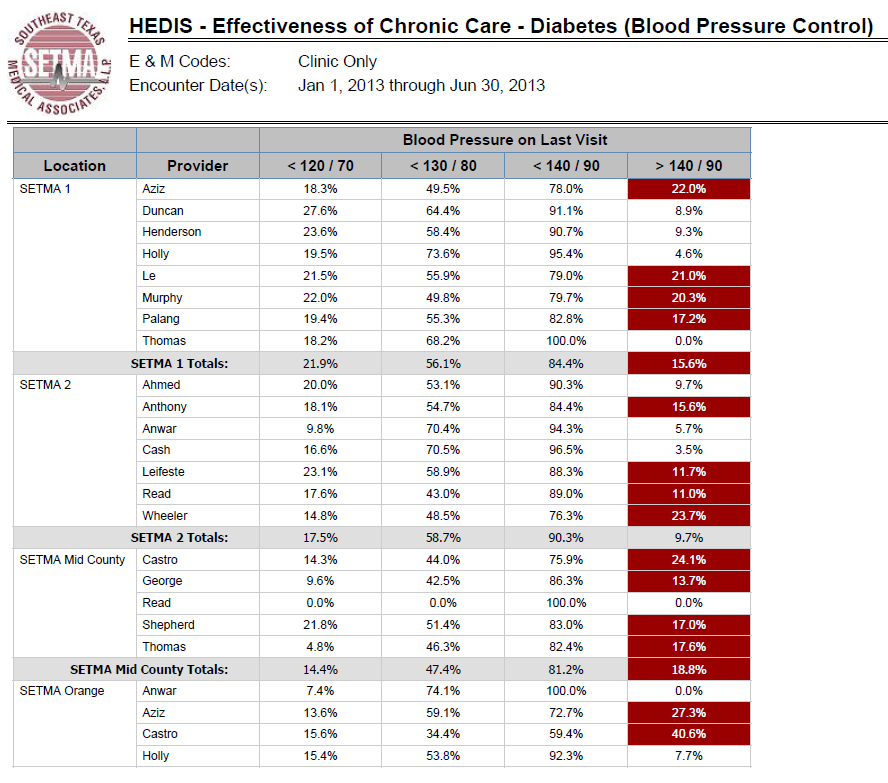 SOUTHEAST TEXAS
SETMA
MEDICAL ASSOCIATES, L.L.P.
HEDIS - Effectiveness of Chronic Care - Diabetes (Blood Pressure Control)
E & M Codes: Clinic Only
Encounter Date(s): Jan 1, 2013 through Jun 30, 2013
Blood Pressure on Last Visit
Location Provider < 120 / 70 < 130 / 80 < 140 / 90 > 140 / 90
SETMA 1 Aziz 18.3% 49.5% 78.0% 22.0%
Duncan 27.6% 64.4% 91.1% 8.9%
Henderson 23.6% 58.4% 90.7% 9.3%
Holly 19.5% 73.6% 95.4% 4.6%
Le 21.5% 55.9% 79.0% 21.0%
Murphy 22.0% 49.8% 79.7% 20.3%
Palang 19.4% 55.3% 82.8% 17.2%
Thomas 18.2% 68.2% 100.0% 0.0%
SETMA 1 Totals: 21.9% 56.1% 84.4% 15.6%
SETMA 2 Ahmed 20.0% 53.1% 90.3% 9.7%
Anthony 18.1% 54.7% 84.4% 15.6%
Anwar 9.8% 70.4% 94.3% 5.7%
Cash 16.6% 70.5% 96.5% 3.5%
Leifeste 23.1% 58.9% 88.3% 11.7%
Read 17.6% 43.0% 89.0% 11.0%
Wheeler 14.8% 48.5% 76.3% 23.7%
SETMA 2 Totals: 17.5% 58.7% 90.3% 9.7%
SETMA Mid County Castro 14.3% 44.0% 75.9% 24.1%
George 9.6% 42.5% 86.3% 13.7%
Read 0.0% 0.0% 100.0% 0.0%
Shepherd 21.8% 51.4% 83.0% 17.0%
Thomas 4.8% 46.3% 82.4% 17.6%
SETMA Mid County Totals: 14.4% 47.4% 81.2% 18.8%
SETMA Orange Anwar 7.4% 74.1% 100.0% 0.0%
Aziz 13.6% 59.1% 72.7% 27.3%
Castro 15.6% 34.4% 59.4% 40.6%
Holly 15.4% 53.8% 92.3% 7.7%